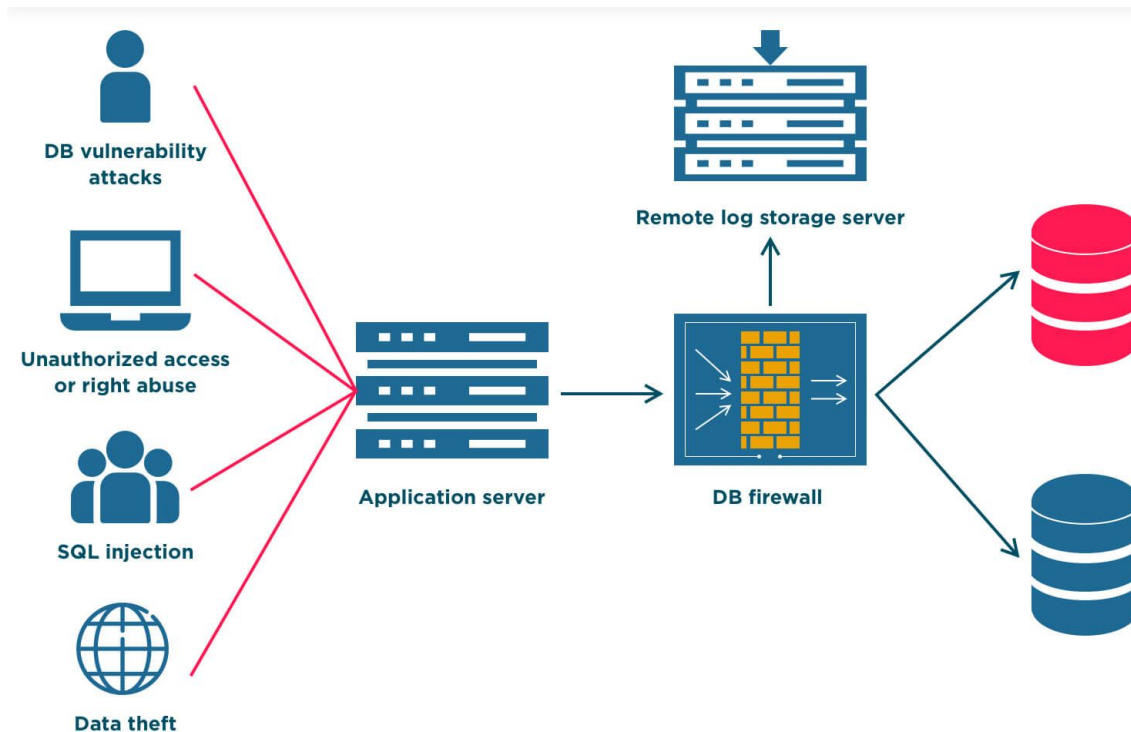 DB vulnerability
attacks
Remote log storage server
Unauthorized access
or right abuse
Application server
DB firewall
SQL injection
Data theft